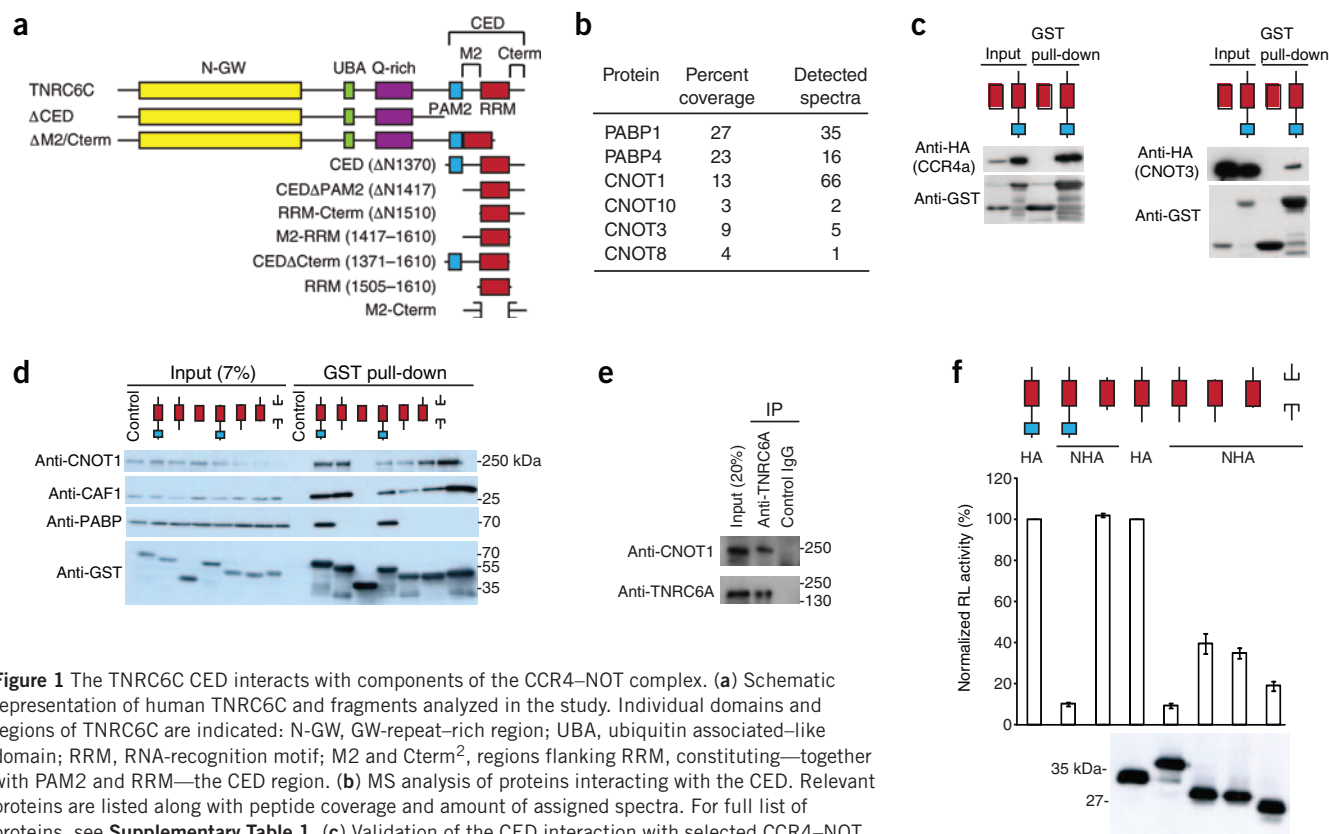 a
CED
M2 Cterm
N-GW UBA Q-rich
TNRC6C
PAM2 RRM
ΔCED
ΔM2/Cterm
CED (ΔN1370)
CEDΔPAM2 (ΔN1417)
RRM-Cterm (ΔN1510)
M2-RRM (1417–1610)
CEDΔCterm (1371–1610)
RRM (1505–1610)
M2-Cterm
b
Protein Percent coverage Detected spectra
PABP1 27 35
PABP4 23 16
CNOT1 13 66
CNOT10 3 2
CNOT3 9 5
CNOT8 4 1
c
GST
Input pull-down
Anti-HA
(CCR4a)
Anti-GST
GST
Input pull-down
Anti-HA
(CNOT3)
Anti-GST
d
Input (7%) GST pull-down
Control Control
Anti-CNOT1 -250 kDa
Anti-CAF1 -25
Anti-PABP -70
Anti-GST -70
-55
-35
e
IP
Input (20%) Anti-TNRC6A Control IgG
Anti-CNOT1 -250
Anti-TNRC6A -250
-130
f
HA NHA HA NHA
Normalized RL activity (%)
120
100
80
60
40
20
0
35 kDa-
27-
Figure 1 The TNRC6C CED interacts with components of the CCR4–NOT complex. (a) Schematic
representation of human TNRC6C and fragments analyzed in the study. Individual domains and
regions of TNRC6C are indicated: N-GW, GW-repeat–rich region; UBA, ubiquitin associated–like
domain; RRM, RNA-recognition motif; M2 and Cterm2, regions flanking RRM, constituting—together
with PAM2 and RRM—the CED region. (b) MS analysis of proteins interacting with the CED. Relevant
proteins are listed along with peptide coverage and amount of assigned spectra. For full list of
proteins, see Supplementary Table 1. (c) Validation of the CED interaction with selected CCR4–NOT